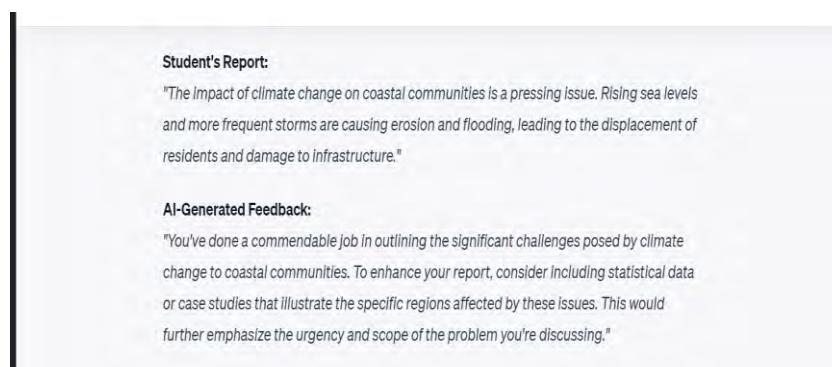 Student's Report:
"The impact of climate change on coastal communities is a pressing issue. Rising sea levels
and more frequent storms are causing erosion and flooding, leading to the displacement of
residents and damage to infrastructure."
AI-Generated Feedback:
"You've done a commendable job in outlining the significant challenges posed by climate
change to coastal communities. To enhance your report, consider including statistical data
or case studies that illustrate the specific regions affected by these issues. This would
further emphasize the urgency and scope of the problem you're discussing."